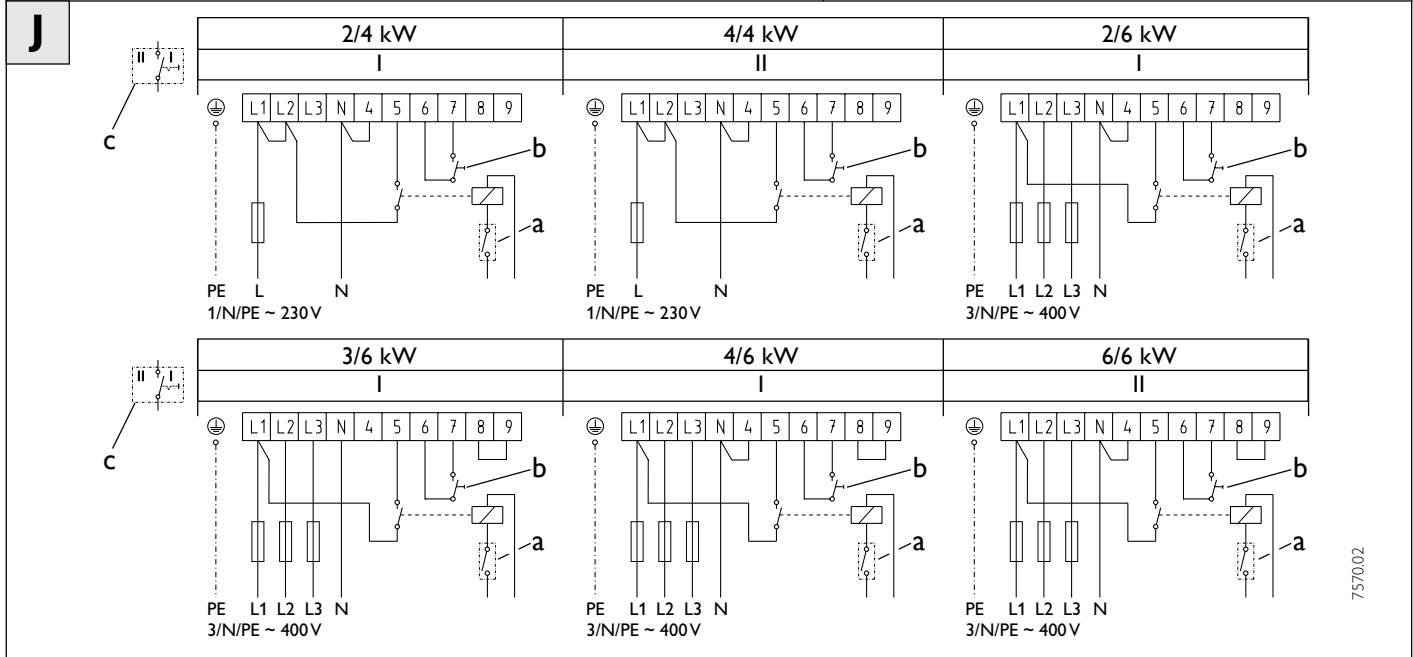 J
2/4 kW 4/4 kW 2/6 kW
I II I
II I
c
L1 L2 L3 N 4 5 6 7 8 9
b
a
PE L N
1/N/PE ~ 230 V
L1 L2 L3 N 4 5 6 7 8 9
b
a
PE L N
1/N/PE ~ 230 V
L1 L2 L3 N 4 5 6 7 8 9
b
a
PE L1 L2 L3 N
3/N/PE ~ 400 V
3/6 kW 4/6 kW 6/6 kW
I I II
II I
c
L1 L2 L3 N 4 5 6 7 8 9
b
a
PE L1 L2 L3 N
3/N/PE ~ 400 V
L1 L2 L3 N 4 5 6 7 8 9
b
a
PE L1 L2 L3 N
3/N/PE ~ 400 V
L1 L2 L3 N 4 5 6 7 8 9
b
a
PE L1 L2 L3 N
3/N/PE ~ 400 V
7570.02